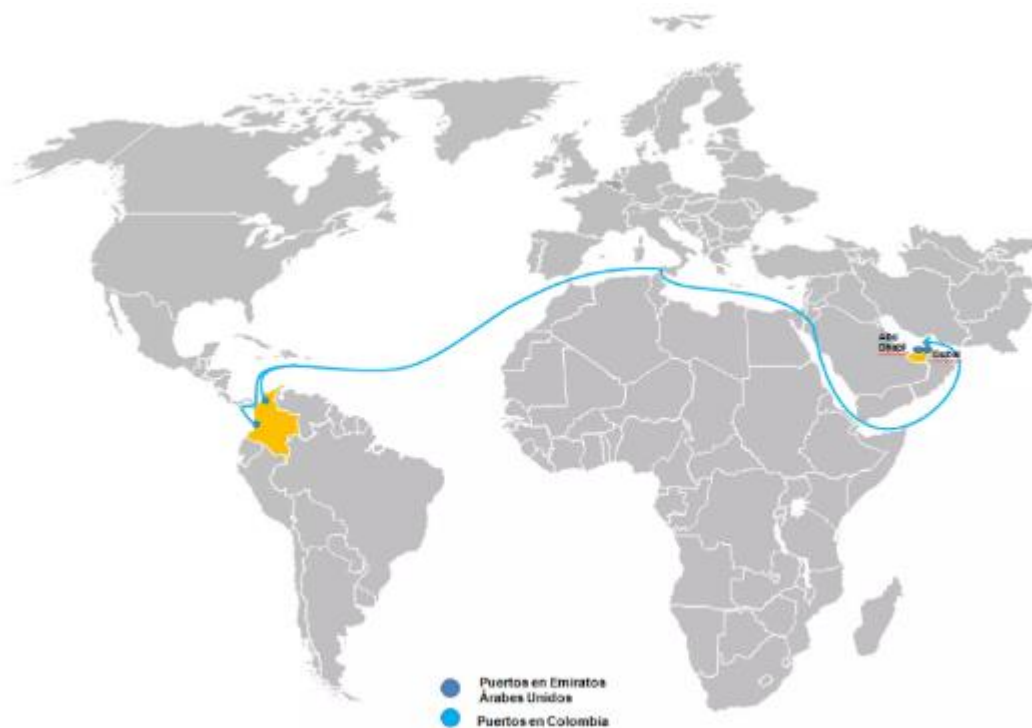 Abu
Dhabi
Dubai
Puertos en Emiratos
Árabes Unidos
Puertos en Colombia